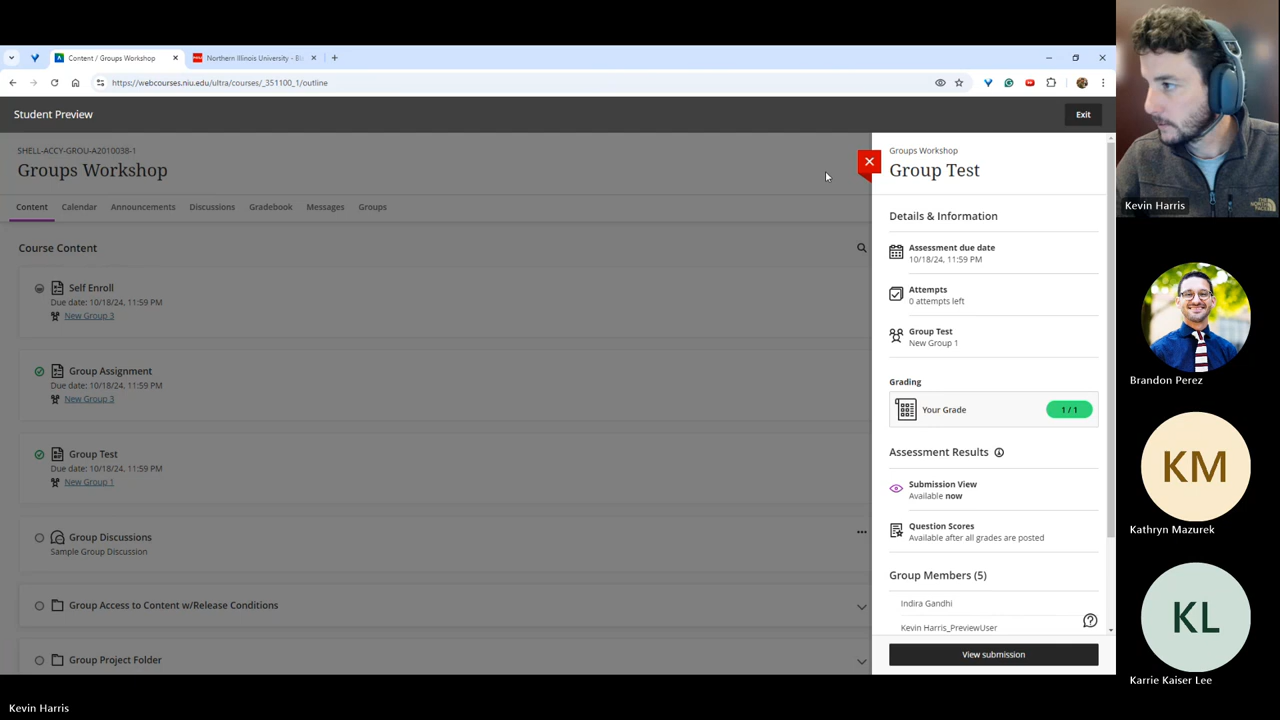 Content / Groups Workshop
Northern Illinois University - Bl
https://webcourses.niu.edu/ultra/courses/_351100_1/outline
Student Preview
Exit
SHELL-ACCY-GROU-A2010038-1
Groups Workshop
Content
Calendar
Announcements
Discussions
Gradebook
Messages
Groups
Course Content
Self Enroll
Due date: 10/18/24, 11:59 PM
New Group 3
Group Assignment
Due date: 10/18/24, 11:59 PM
New Group 3
Group Test
Due date: 10/18/24, 11:59 PM
New Group 1
Group Discussions
Sample Group Discussion
Group Access to Content w/Release Conditions
Group Project Folder
Groups Workshop
Group Test
Details & Information
Assessment due date
10/18/24, 11:59 PM
Attempts
0 attempts left
Group Test
New Group 1
Grading
Your Grade
1 / 1
Assessment Results
Submission View
Available now
Question Scores
Available after all grades are posted
Group Members (5)
Indira Gandhi
Kevin Harris_PreviewUser
View submission
Kevin Harris
Brandon Perez
KM
Kathryn Mazurek
KL
Karrie Kaiser Lee
Kevin Harris